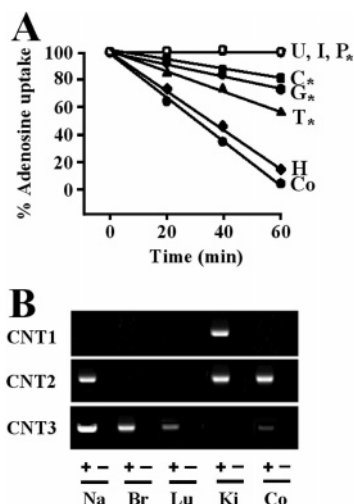 A
% Adenosine uptake
100
80
60
40
20
0
U, I, P*
C*
G*
T*
H
Co
0 20 40 60
Time (min)
B
CNT1
CNT2
CNT3
+ − + − + − + − + −
Na Br Lu Ki Co